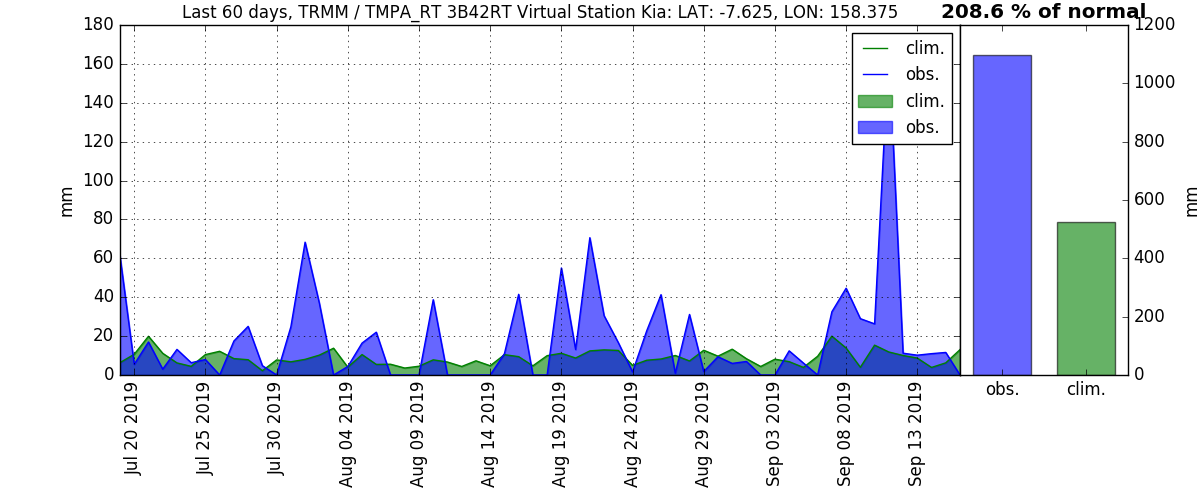 Last 60 days, TRMM / TMPA_RT 3B42RT Virtual Station Kia: LAT: -7.625, LON: 158.375
208.6 % of normal
180
160
140
120
100
80
60
40
20
0
mm
clim.
obs.
clim.
obs.
Jul 20 2019
Jul 25 2019
Jul 30 2019
Aug 04 2019
Aug 09 2019
Aug 14 2019
Aug 19 2019
Aug 24 2019
Aug 29 2019
Sep 03 2019
Sep 08 2019
Sep 13 2019
1200
1000
800
600
400
200
0
mm
obs.
clim.